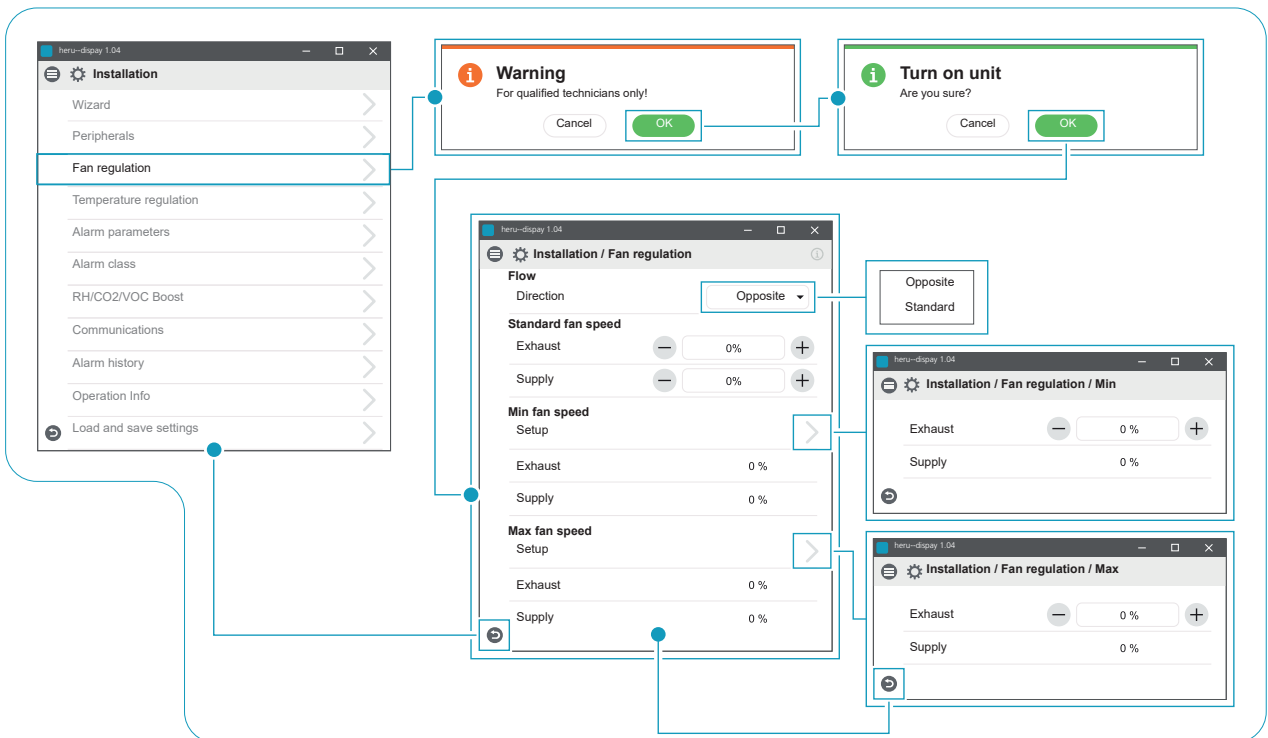 heru--dispay 1.04
Installation
Wizard
Peripherals
Fan regulation
Temperature regulation
Alarm parameters
Alarm class
RH/CO2/VOC Boost
Communications
Alarm history
Operation Info
Load and save settings
Warning
For qualified technicians only!
Cancel OK
Turn on unit
Are you sure?
Cancel OK
heru--dispay 1.04
Installation / Fan regulation
Flow
Direction Opposite
Standard fan speed
Exhaust 0%
Supply 0%
Min fan speed
Setup
Exhaust 0 %
Supply 0 %
Max fan speed
Setup
Exhaust 0 %
Supply 0 %
Opposite
Standard
heru--dispay 1.04
Installation / Fan regulation / Min
Exhaust 0 %
Supply 0 %
heru--dispay 1.04
Installation / Fan regulation / Max
Exhaust 0 %
Supply 0 %